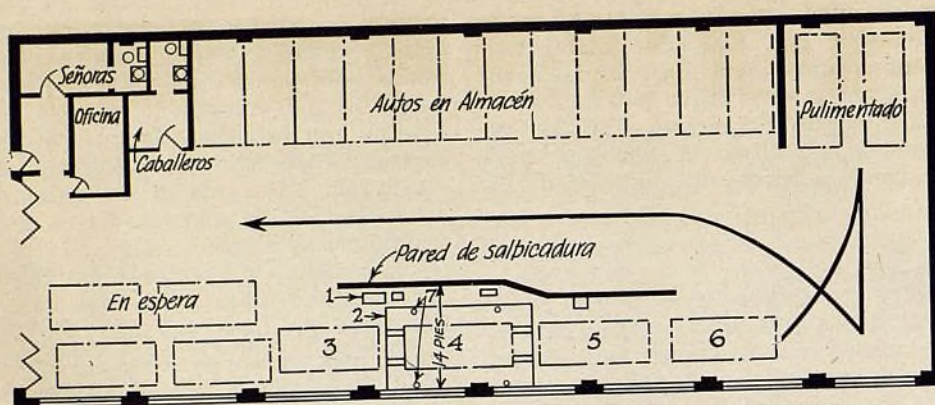 Señoras
Oficina
Caballeros
Autos en Almacén
Pulimentado
Pared de salpicadura
En espera
1
2
7
3
4
14 PIES
5
6